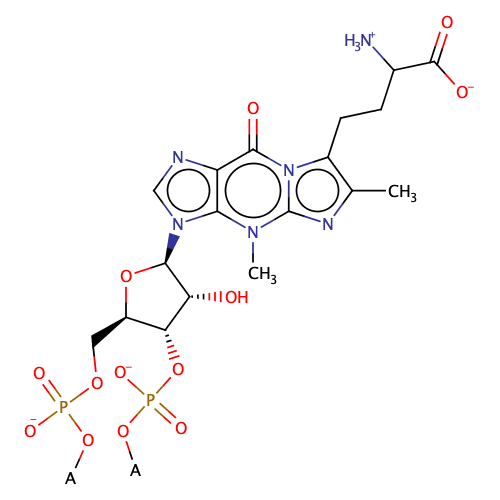 H₃N⁺ O
O⁻
O
N N
CH₃
N N N
CH₃
O OH
O⁻ O
O O
P P
O⁻ O O O
A A